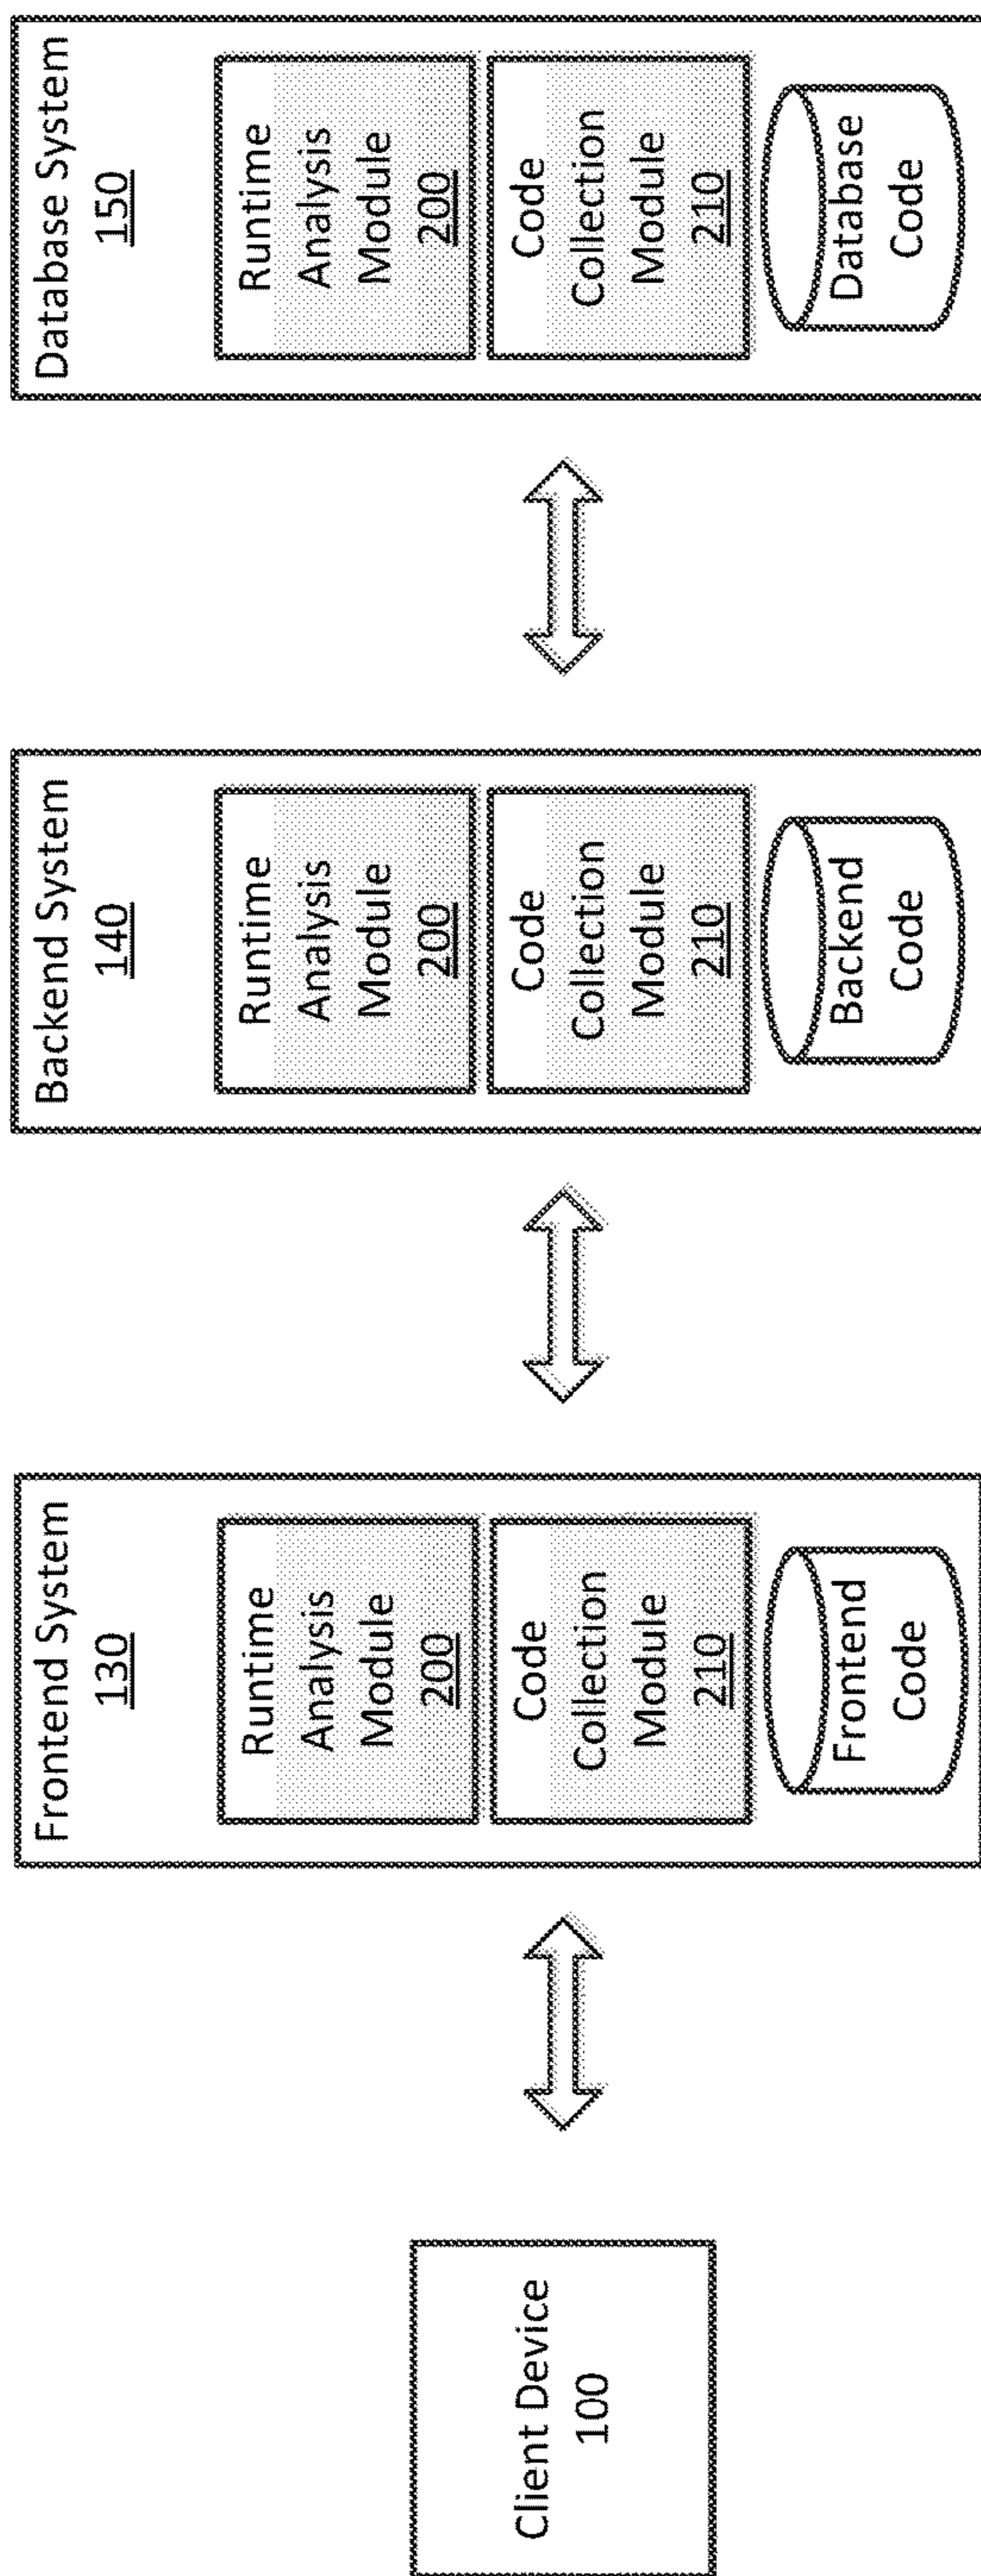 Client Device
100
Frontend System
130
Runtime
Analysis
Module
200
Code
Collection
Module
210
Frontend
Code
Backend System
140
Runtime
Analysis
Module
200
Code
Collection
Module
210
Backend
Code
Database System
150
Runtime
Analysis
Module
200
Code
Collection
Module
210
Database
Code